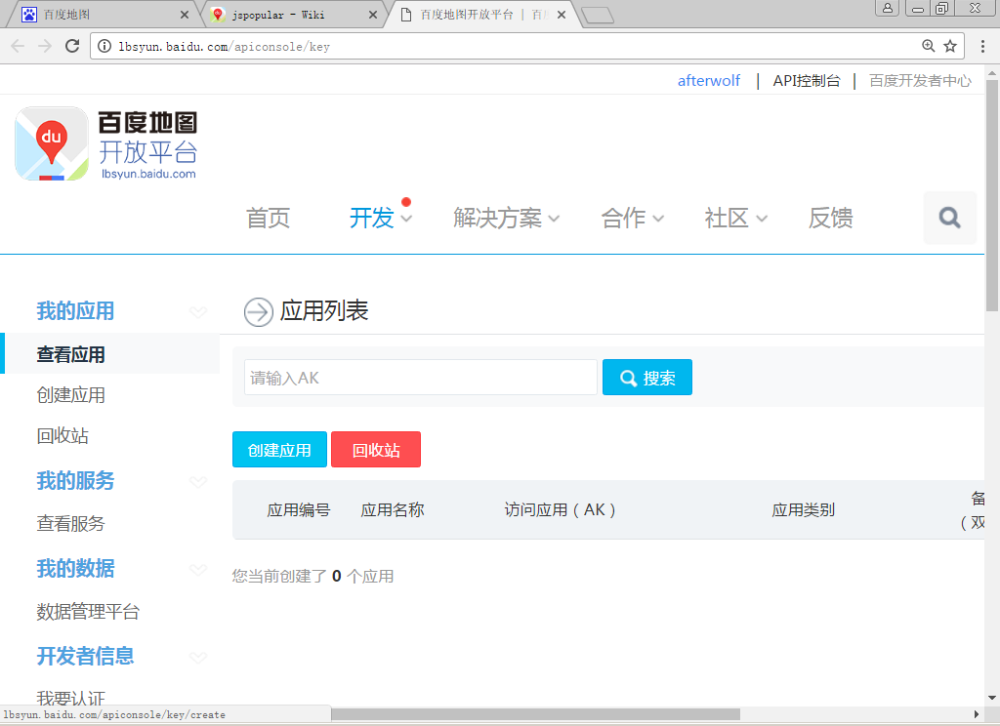 百度地图
jspopular - Wiki
百度地图开放平台 | 百
lbsyun.baidu.com/apiconsole/key
afterwolf | API控制台 | 百度开发者中心
du
百度地图
开放平台
lbsyun.baidu.com
首页 开发 解决方案 合作 社区 反馈
我的应用
查看应用
创建应用
回收站
我的服务
查看服务
我的数据
数据管理平台
开发者信息
我要认证
应用列表
请输入AK
搜索
创建应用 回收站
应用编号 应用名称 访问应用（AK） 应用类别 备
（双
您当前创建了 0 个应用
lbsyun.baidu.com/apiconsole/key/create